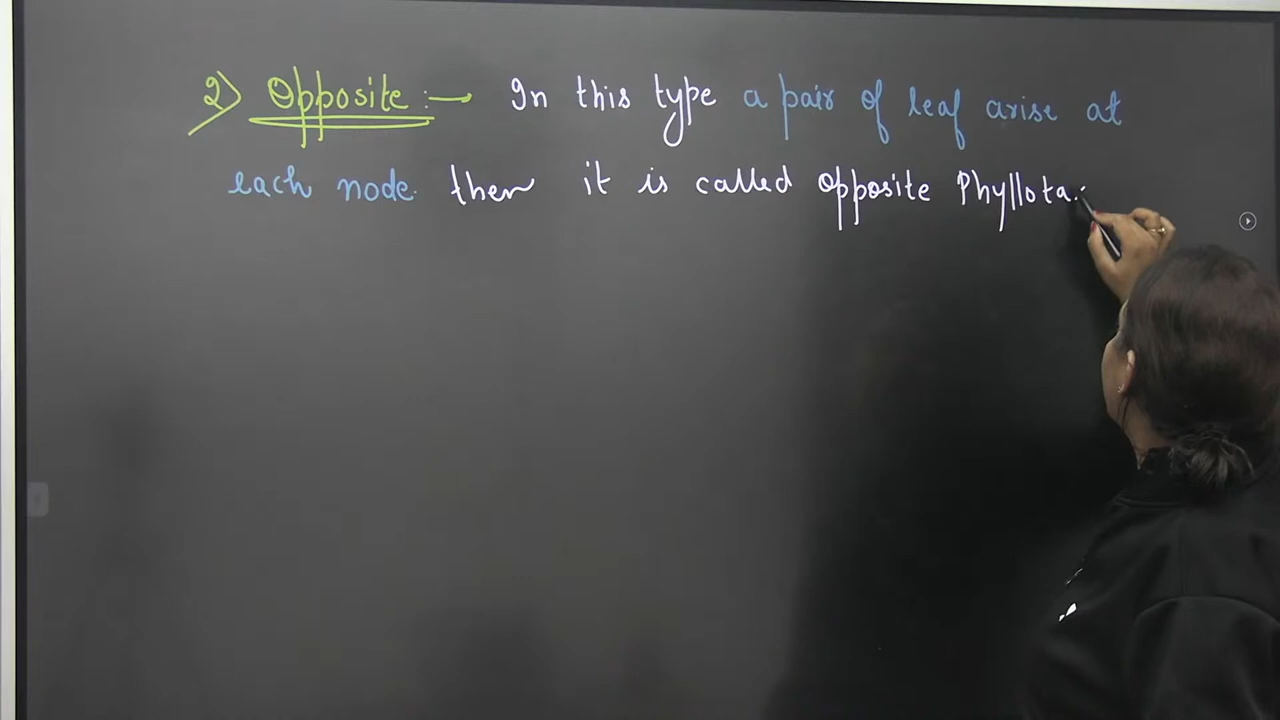 2) Opposite :→ In this type a pair of leaf arise at
each node then it is called opposite Phyllota